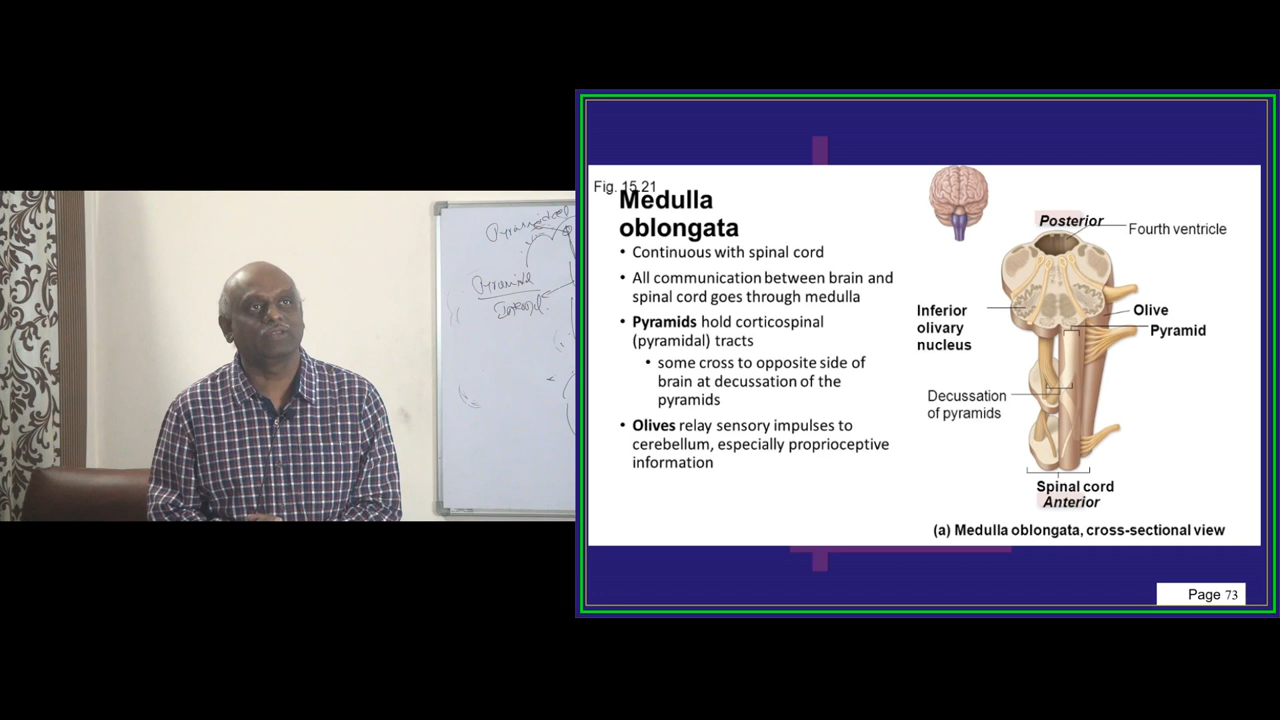 Pyramidal
Pyramid
Fig. 15.21
Medulla
oblongata
• Continuous with spinal cord
• All communication between brain and
spinal cord goes through medulla
• Pyramids hold corticospinal
(pyramidal) tracts
• some cross to opposite side of
brain at decussation of the
pyramids
• Olives relay sensory impulses to
cerebellum, especially proprioceptive
information
Posterior
Fourth ventricle
Inferior
olivary
nucleus
Olive
Pyramid
Decussation
of pyramids
Spinal cord
Anterior
(a) Medulla oblongata, cross-sectional view
Page 73